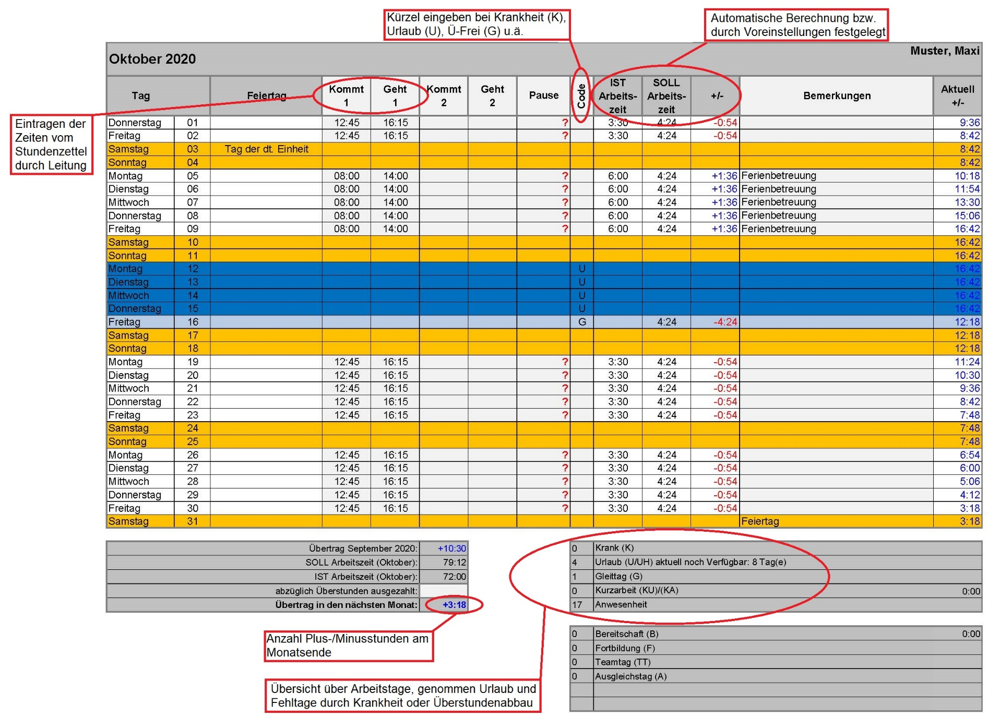 Kürzel eingeben bei Krankheit (K),
Urlaub (U), Ü-Frei (G) u.ä.
Automatische Berechnung bzw.
durch Voreinstellungen festgelegt
Oktober 2020 Muster, Maxi
Tag Feiertag Kommt 1 Geht 1 Kommt 2 Geht 2 Pause Code IST Arbeits-zeit SOLL Arbeits-zeit +/- Bemerkungen Aktuell +/-
Eintragen der
Zeiten vom
Stundenzettel
durch Leitung
Donnerstag 01 12:45 16:15 ? 3:30 4:24 -0:54 9:36
Freitag 02 12:45 16:15 ? 3:30 4:24 -0:54 8:42
Samstag 03 Tag der dt. Einheit 8:42
Sonntag 04 8:42
Montag 05 08:00 14:00 ? 6:00 4:24 +1:36 Ferienbetreuung 10:18
Dienstag 06 08:00 14:00 ? 6:00 4:24 +1:36 Ferienbetreuung 11:54
Mittwoch 07 08:00 14:00 ? 6:00 4:24 +1:36 Ferienbetreuung 13:30
Donnerstag 08 08:00 14:00 ? 6:00 4:24 +1:36 Ferienbetreuung 15:06
Freitag 09 08:00 14:00 ? 6:00 4:24 +1:36 Ferienbetreuung 16:42
Samstag 10 16:42
Sonntag 11 16:42
Montag 12 U 16:42
Dienstag 13 U 16:42
Mittwoch 14 U 16:42
Donnerstag 15 U 16:42
Freitag 16 G 4:24 -4:24 12:18
Samstag 17 12:18
Sonntag 18 12:18
Montag 19 12:45 16:15 ? 3:30 4:24 -0:54 11:24
Dienstag 20 12:45 16:15 ? 3:30 4:24 -0:54 10:30
Mittwoch 21 12:45 16:15 ? 3:30 4:24 -0:54 9:36
Donnerstag 22 12:45 16:15 ? 3:30 4:24 -0:54 8:42
Freitag 23 12:45 16:15 ? 3:30 4:24 -0:54 7:48
Samstag 24 7:48
Sonntag 25 7:48
Montag 26 12:45 16:15 ? 3:30 4:24 -0:54 6:54
Dienstag 27 12:45 16:15 ? 3:30 4:24 -0:54 6:00
Mittwoch 28 12:45 16:15 ? 3:30 4:24 -0:54 5:06
Donnerstag 29 12:45 16:15 ? 3:30 4:24 -0:54 4:12
Freitag 30 12:45 16:15 ? 3:30 4:24 -0:54 3:18
Samstag 31 Feiertag 3:18
Übertrag September 2020: +10:30
SOLL Arbeitszeit (Oktober): 79:12
IST Arbeitszeit (Oktober): 72:00
abzüglich Überstunden ausgezahlt:
Übertrag in den nächsten Monat: +3:18
0 Krank (K)
4 Urlaub (U/UH) aktuell noch Verfügbar: 8 Tag(e)
1 Gleittag (G)
0 Kurzarbeit (KU)/(KA) 0:00
17 Anwesenheit
Anzahl Plus-/Minusstunden am
Monatsende
0 Bereitschaft (B) 0:00
0 Fortbildung (F)
0 Teamtag (TT)
0 Ausgleichstag (A)
Übersicht über Arbeitstage, genommen Urlaub und
Fehltage durch Krankheit oder Überstundenabbau